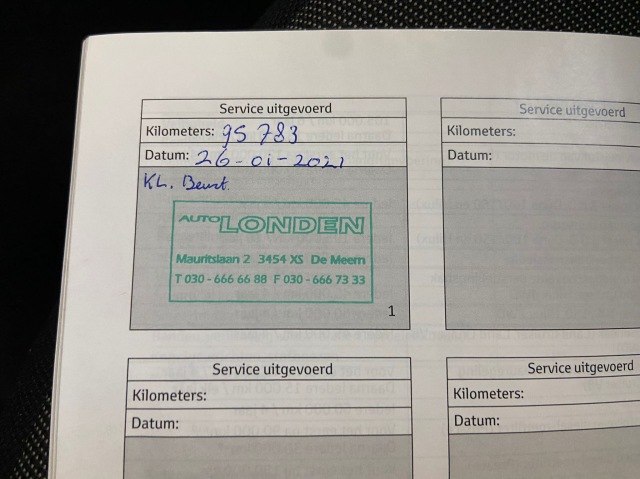 Service uitgevoerd
Kilometers: 95 783
Datum: 26-01-2021
KL. Beurt.
AUTO LONDEN
Mauritslaan 2 3454 XS De Meern
T 030 - 666 66 88 F 030 - 666 73 33
1
Service uitgevoerd
Kilometers:
Datum:
Service uitgevoerd
Kilometers:
Datum:
Service uitgevoerd
Kilometers:
Datum: